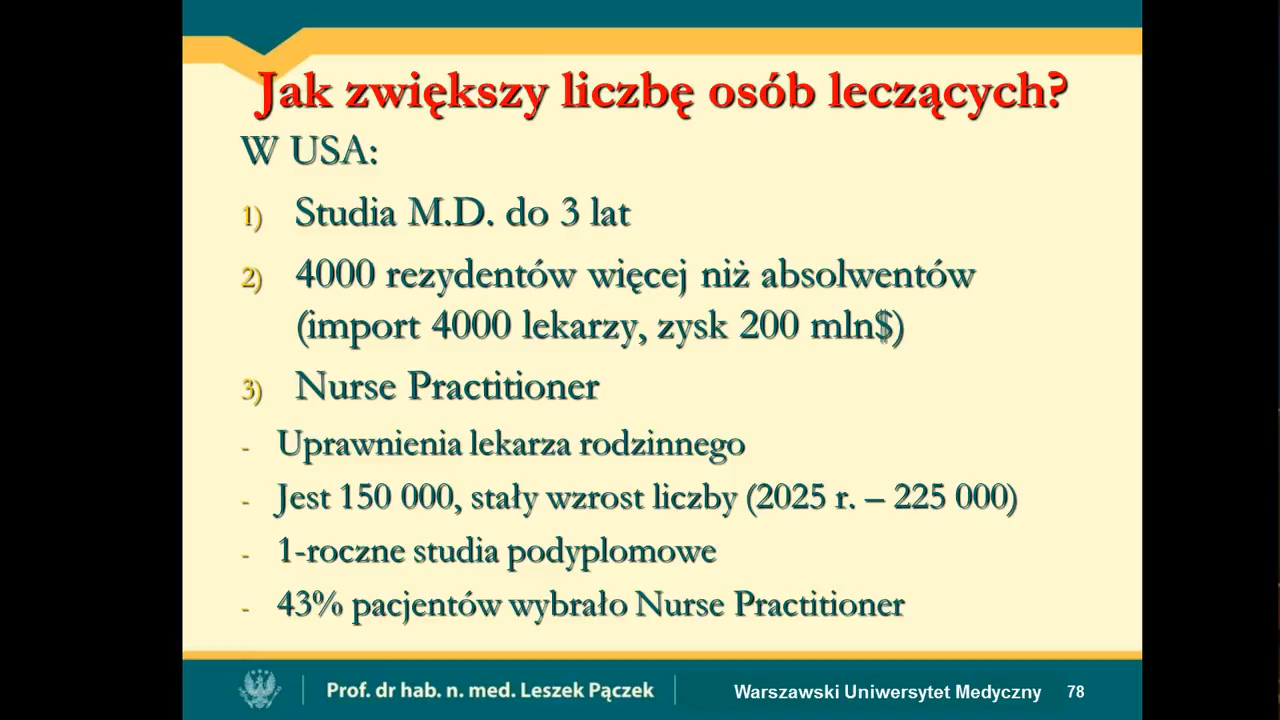 Jak zwiększy liczbę osób leczących?
W USA:
1) Studia M.D. do 3 lat
2) 4000 rezydentów więcej niż absolwentów
(import 4000 lekarzy, zysk 200 mln$)
3) Nurse Practitioner
- Uprawnienia lekarza rodzinnego
- Jest 150 000, stały wzrost liczby (2025 r. – 225 000)
- 1-roczne studia podyplomowe
- 43% pacjentów wybrało Nurse Practitioner
Prof. dr hab. n. med. Leszek Pączek
Warszawski Uniwersytet Medyczny 78